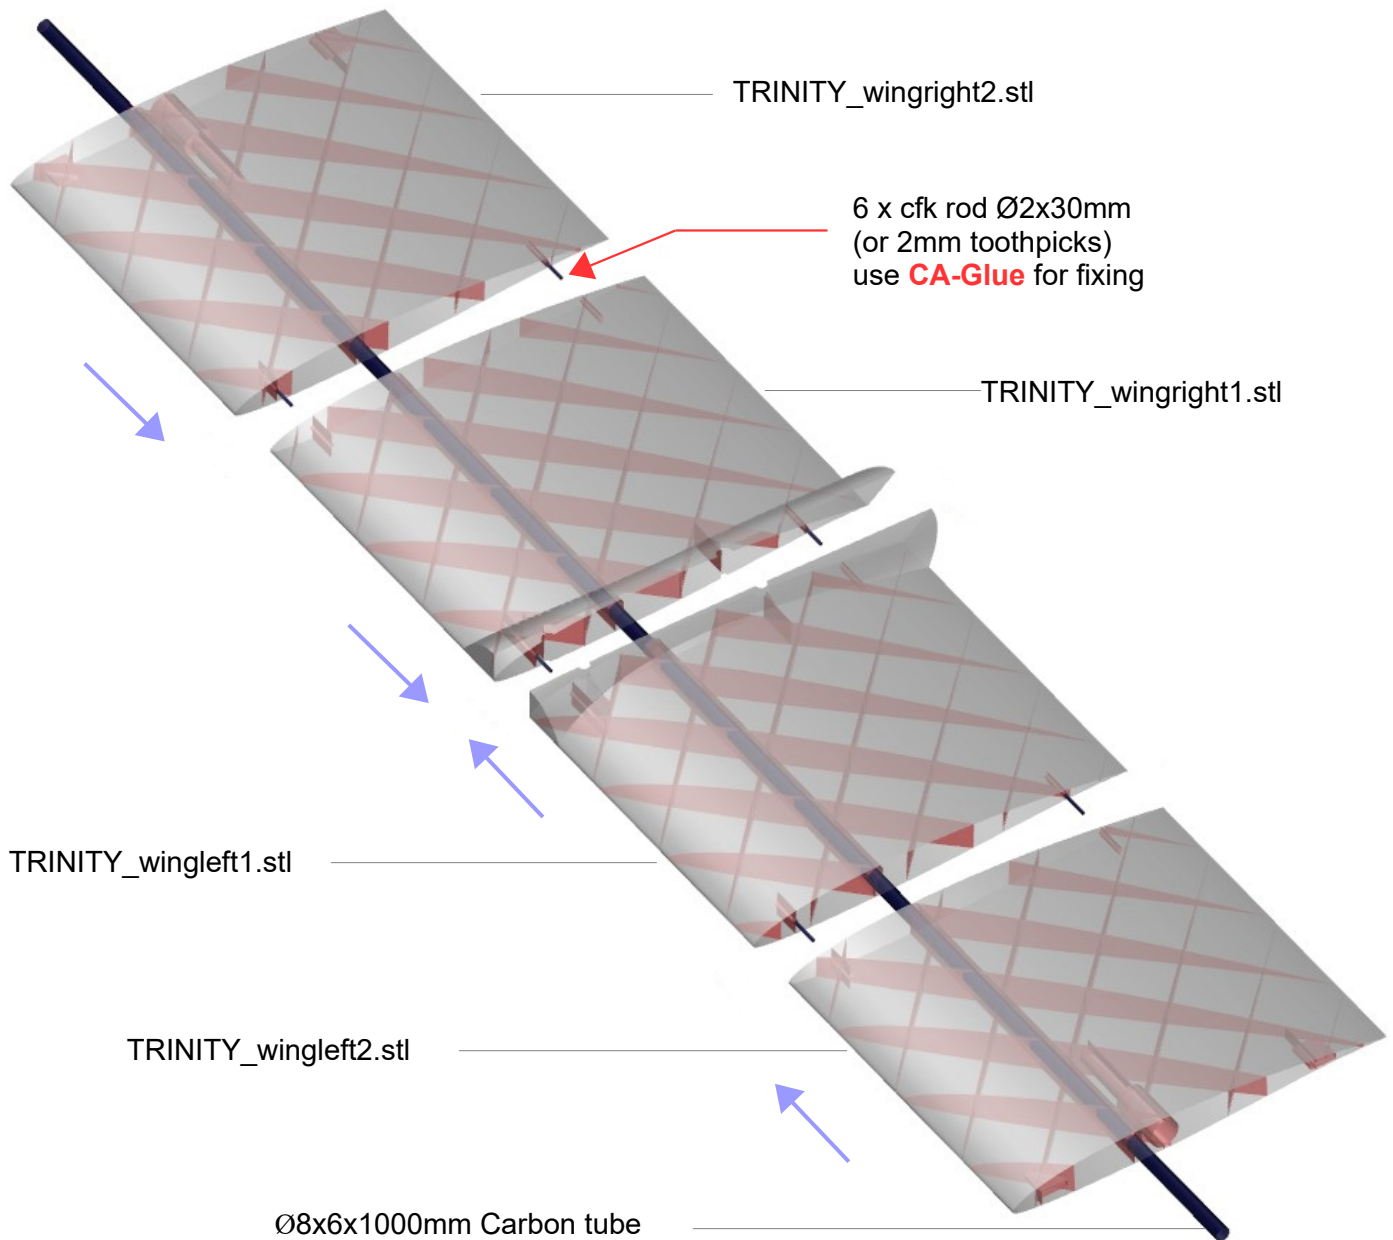 TRINITY_wingright2.stl
6 x cfk rod Ø2x30mm
(or 2mm toothpicks)
use CA-Glue for fixing
TRINITY_wingright1.stl
TRINITY_wingleft1.stl
TRINITY_wingleft2.stl
Ø8x6x1000mm Carbon tube